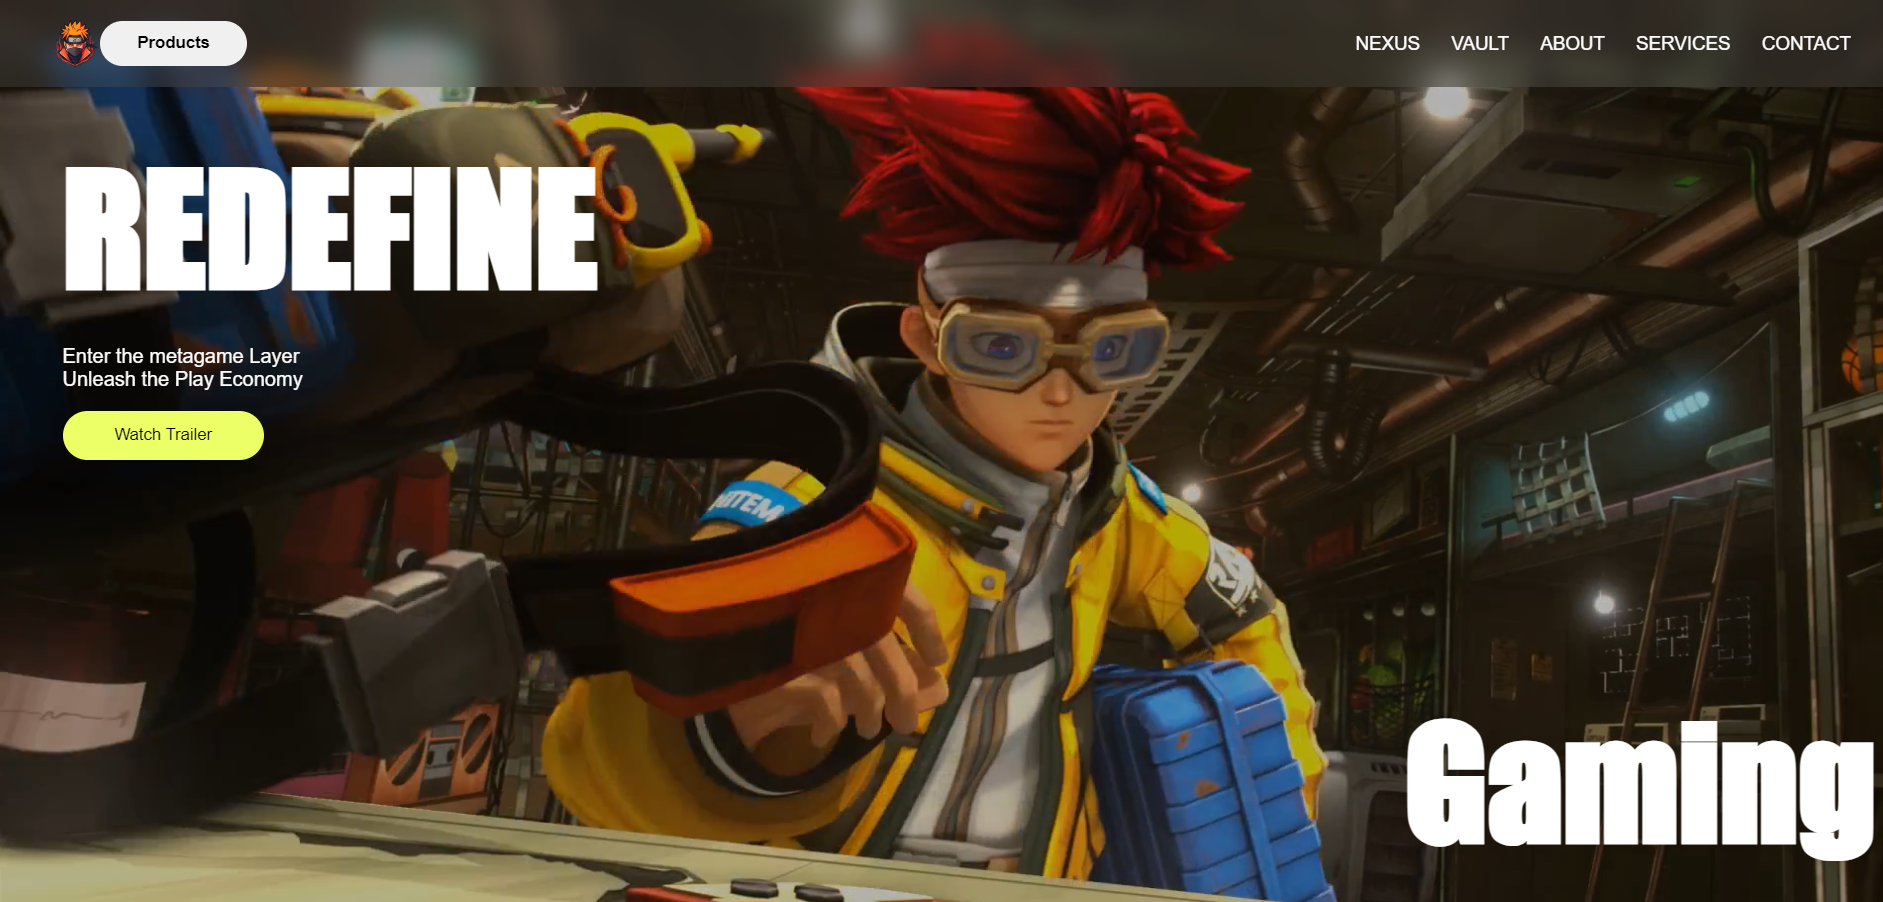 Products
NEXUS VAULT ABOUT SERVICES CONTACT
REDEFINE
Enter the metagame Layer
Unleash the Play Economy
Watch Trailer
Gaming